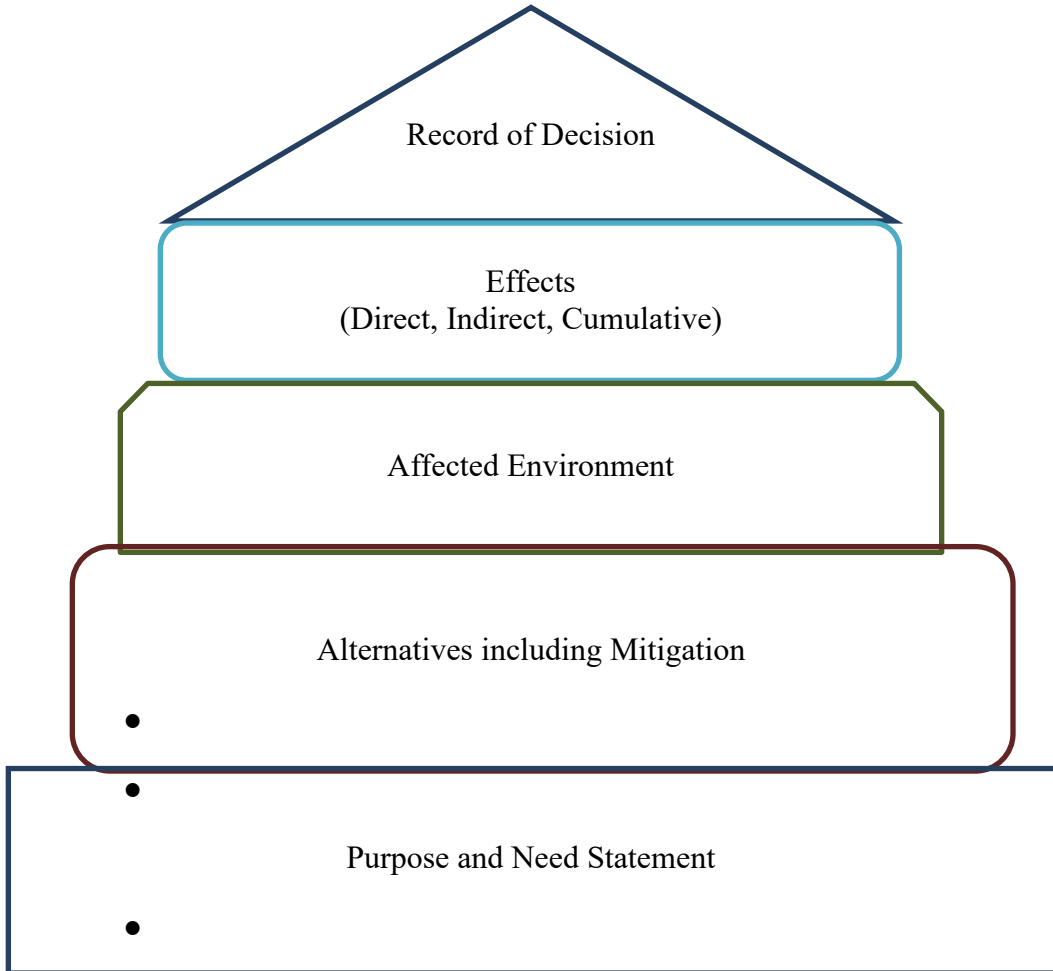 Record of Decision
Effects
(Direct, Indirect, Cumulative)
Affected Environment
Alternatives including Mitigation
•
•
Purpose and Need Statement
•